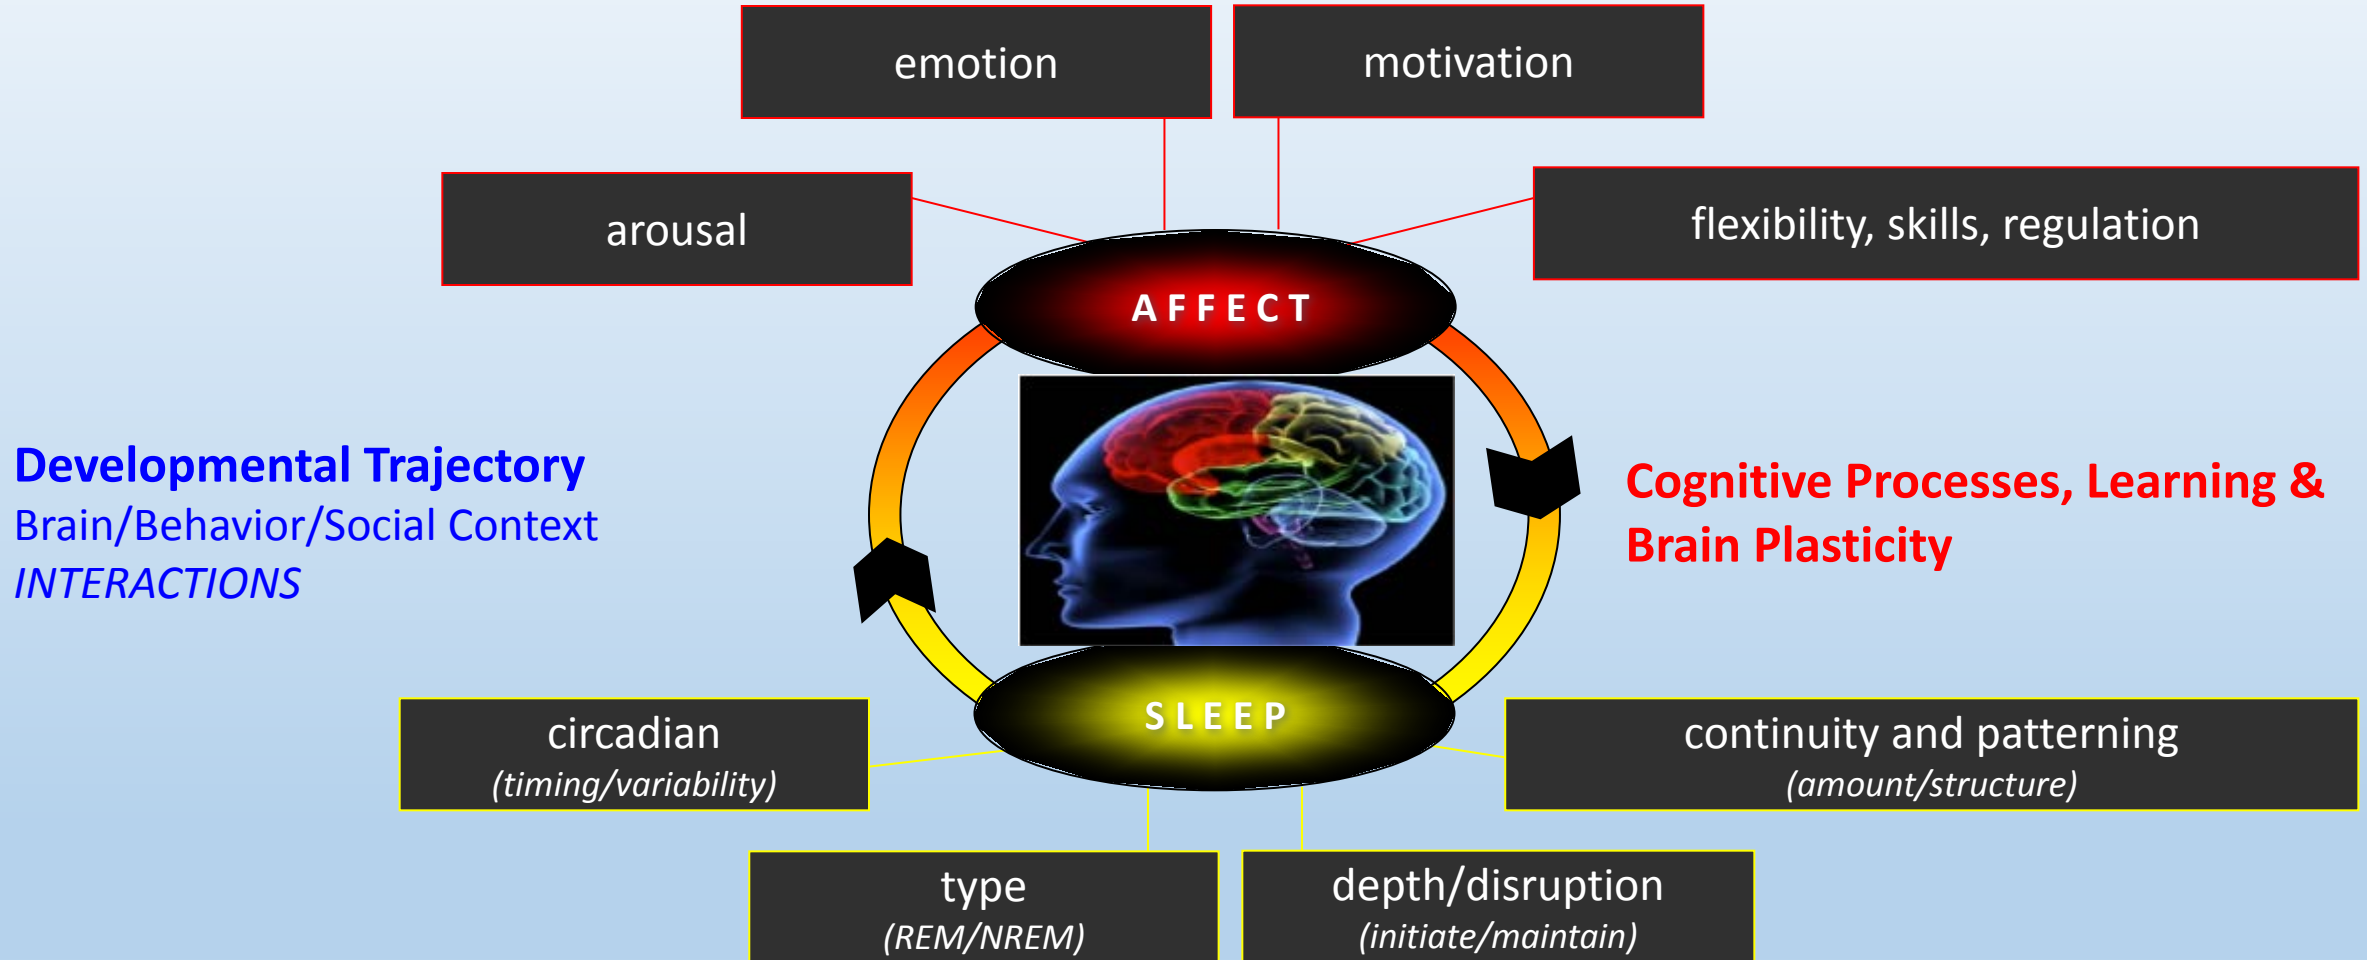 emotion
motivation
arousal
flexibility, skills, regulation
AFFECT
Developmental Trajectory
Brain/Behavior/Social Context
INTERACTIONS
Cognitive Processes, Learning &
Brain Plasticity
SLEEP
circadian
(timing/variability)
continuity and patterning
(amount/structure)
type
(REM/NREM)
depth/disruption
(initiate/maintain)